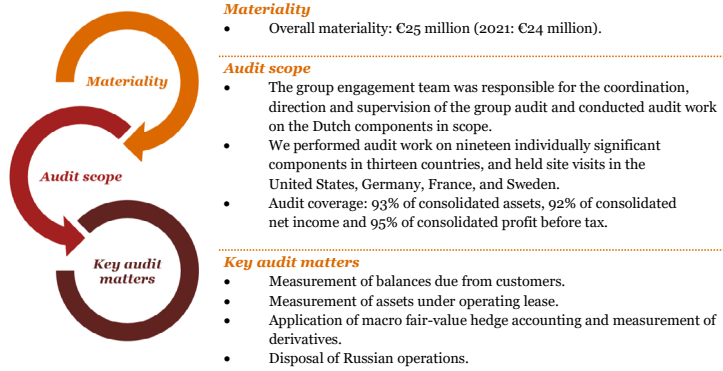 Materiality
• Overall materiality: €25 million (2021: €24 million).
Materiality
Audit scope
• The group engagement team was responsible for the coordination,
direction and supervision of the group audit and conducted audit work
on the Dutch components in scope.
• We performed audit work on nineteen individually significant
components in thirteen countries, and held site visits in the
United States, Germany, France, and Sweden.
• Audit coverage: 93% of consolidated assets, 92% of consolidated
net income and 95% of consolidated profit before tax.
Audit scope
Key audit matters
• Measurement of balances due from customers.
• Measurement of assets under operating lease.
• Application of macro fair-value hedge accounting and measurement of
derivatives.
• Disposal of Russian operations.
Key audit
matters